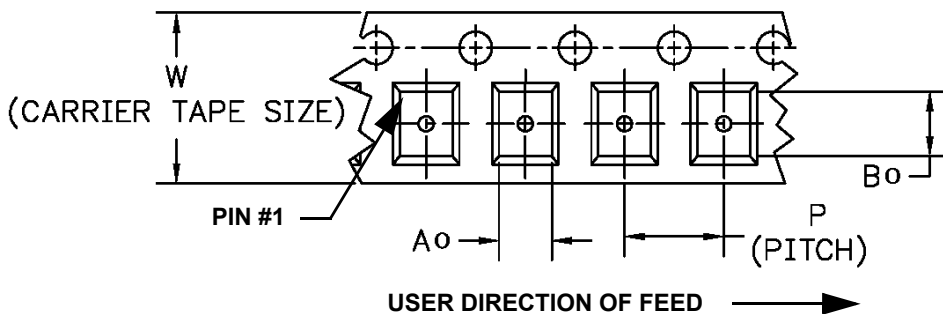 W
(CARRIER TAPE SIZE)
PIN #1
Ao
Bo
P
(PITCH)
USER DIRECTION OF FEED